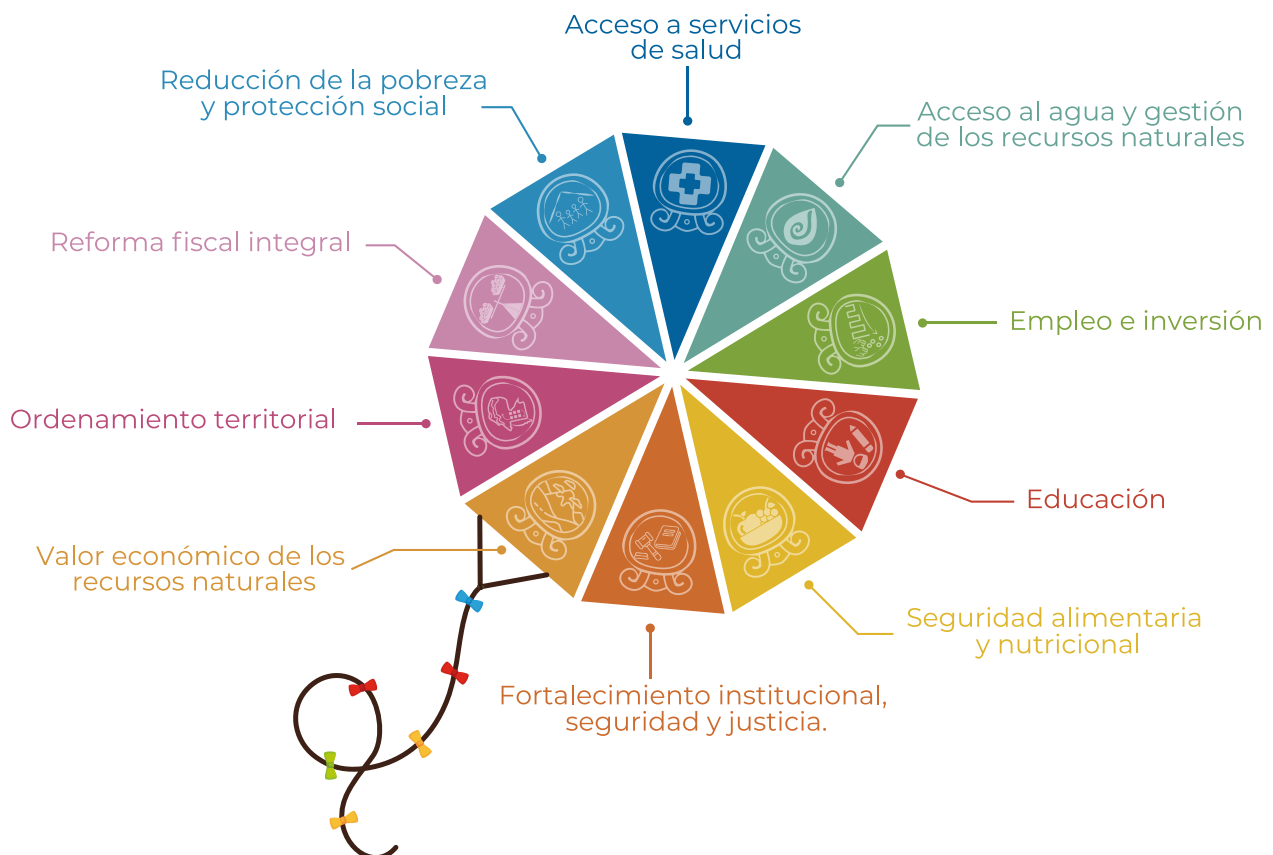 Acceso a servicios
de salud
Reducción de la pobreza
y protección social
Acceso al agua y gestión
de los recursos naturales
Reforma fiscal integral
Empleo e inversión
Ordenamiento territorial
Educación
Valor económico de los
recursos naturales
Seguridad alimentaria
y nutricional
Fortalecimiento institucional,
seguridad y justicia.